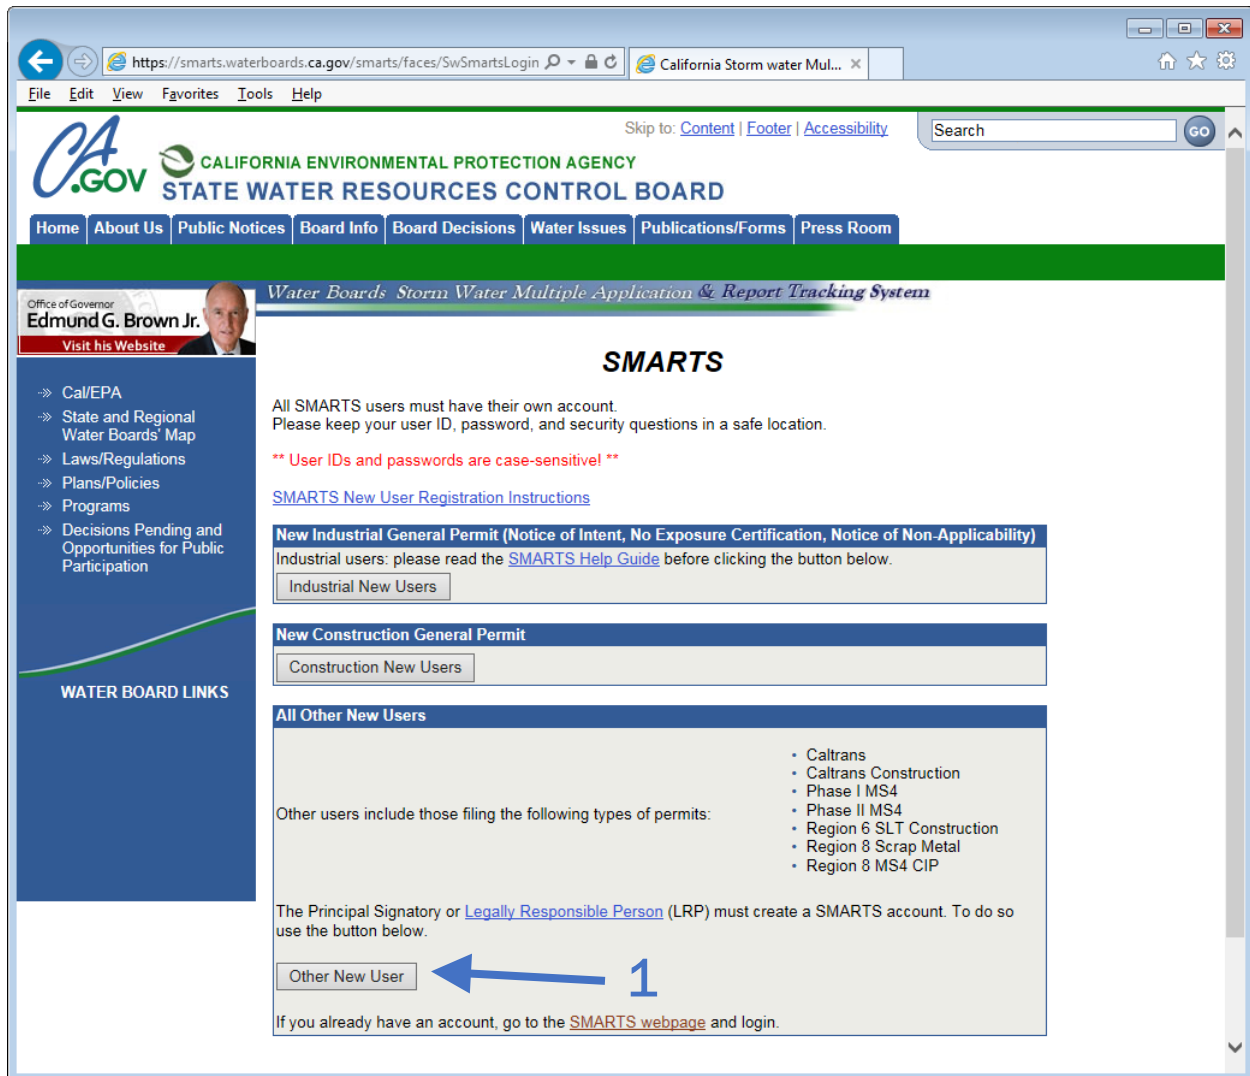 https://smarts.waterboards.ca.gov/smarts/faces/SwSmartsLogin
California Storm water Mul...
File Edit View Favorites Tools Help
Skip to: Content | Footer | Accessibility
Search
GO
CA.GOV
CALIFORNIA ENVIRONMENTAL PROTECTION AGENCY
STATE WATER RESOURCES CONTROL BOARD
Home About Us Public Notices Board Info Board Decisions Water Issues Publications/Forms Press Room
Water Boards Storm Water Multiple Application & Report Tracking System
Office of Governor
Edmund G. Brown Jr.
Visit his Website
Cal/EPA
State and Regional
Water Boards' Map
Laws/Regulations
Plans/Policies
Programs
Decisions Pending and
Opportunities for Public
Participation
WATER BOARD LINKS
SMARTS
All SMARTS users must have their own account.
Please keep your user ID, password, and security questions in a safe location.
** User IDs and passwords are case-sensitive! **
SMARTS New User Registration Instructions
New Industrial General Permit (Notice of Intent, No Exposure Certification, Notice of Non-Applicability)
Industrial users: please read the SMARTS Help Guide before clicking the button below.
Industrial New Users
New Construction General Permit
Construction New Users
All Other New Users
Other users include those filing the following types of permits:
• Caltrans
• Caltrans Construction
• Phase I MS4
• Phase II MS4
• Region 6 SLT Construction
• Region 8 Scrap Metal
• Region 8 MS4 CIP
The Principal Signatory or Legally Responsible Person (LRP) must create a SMARTS account. To do so
use the button below.
Other New User
1
If you already have an account, go to the SMARTS webpage and login.